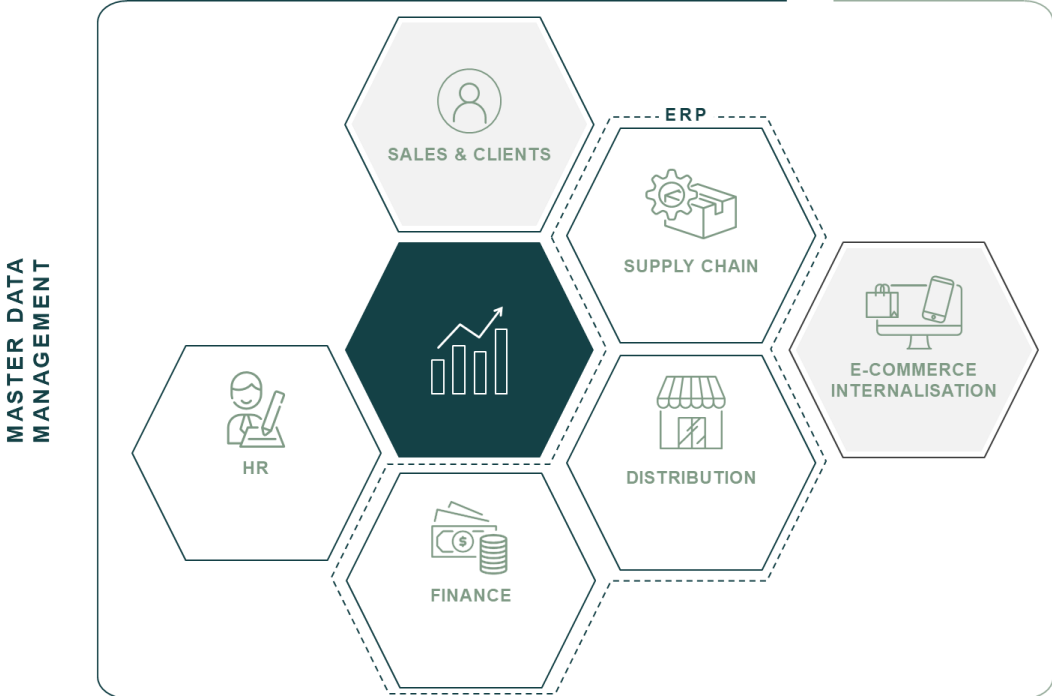 MASTER DATA
MANAGEMENT
SALES & CLIENTS
ERP
SUPPLY CHAIN
E-COMMERCE
INTERNALISATION
HR
DISTRIBUTION
$
FINANCE